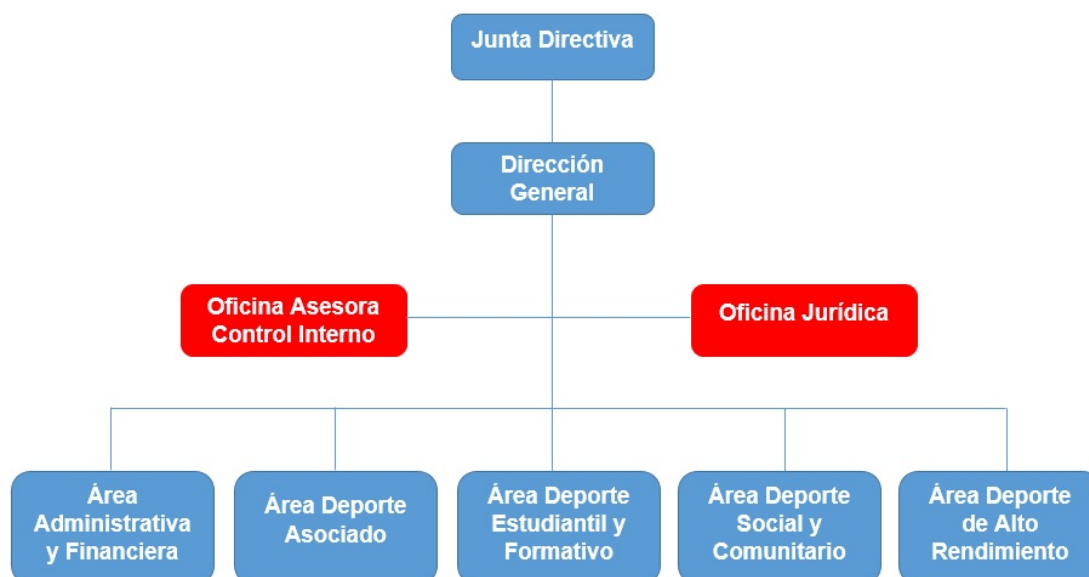 Junta Directiva
Dirección
General
Oficina Asesora
Control Interno
Oficina Jurídica
Área
Administrativa
y Financiera
Área Deporte
Asociado
Área Deporte
Estudiantil y
Formativo
Área Deporte
Social y
Comunitario
Área Deporte
de Alto
Rendimiento